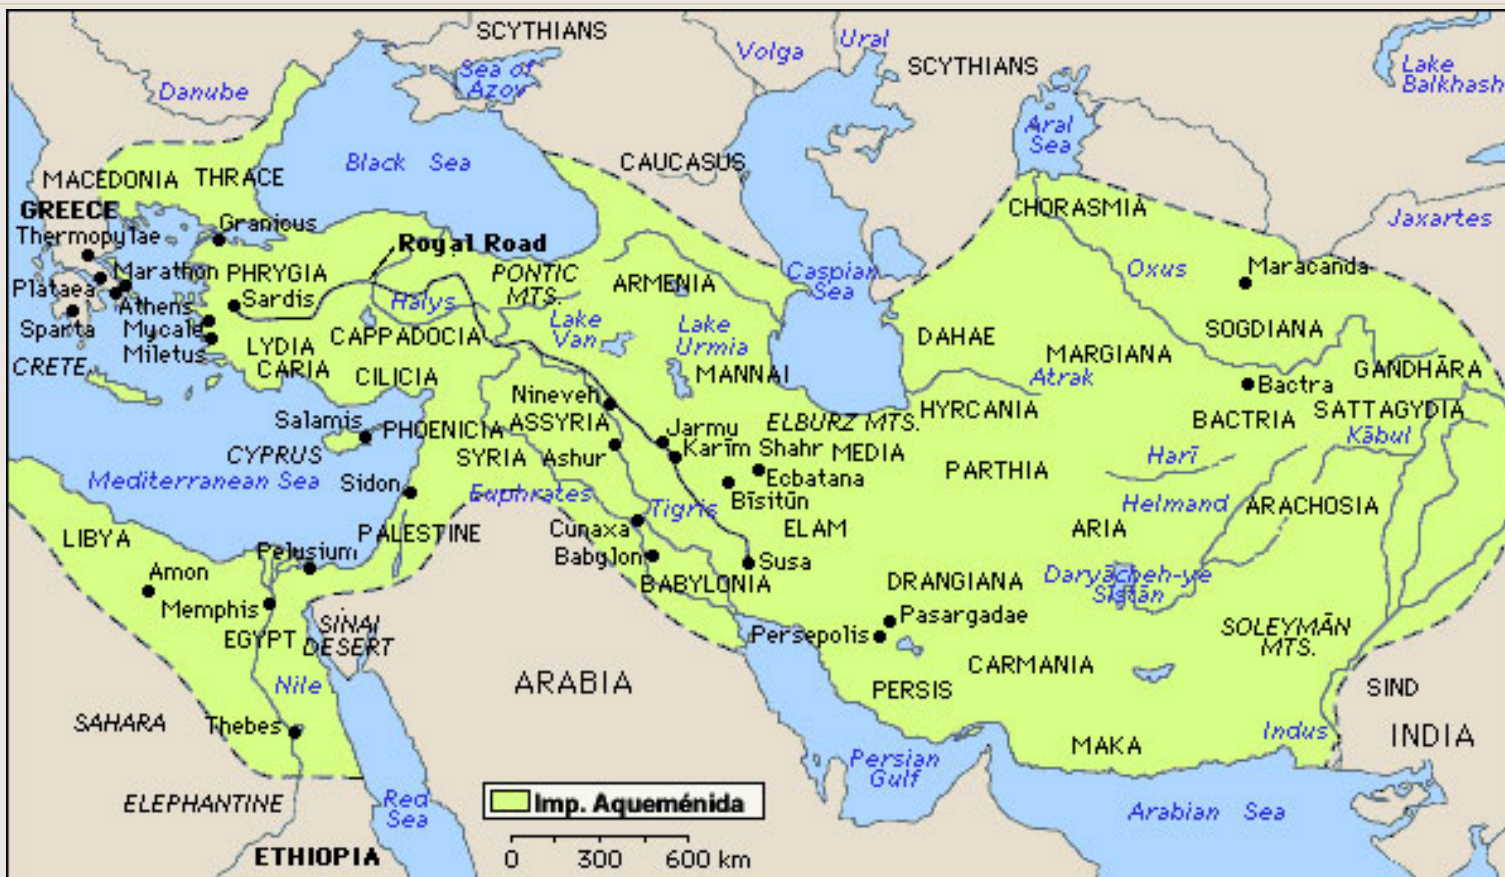 SCYTHIANS
Volga
Ural
SCYTHIANS
Lake
Balkhash
Sea of
Azov
Danube
Aral
Sea
Black Sea
CAUCASUS
MACEDONIA
THRACE
GREECE
Thermopylae
Granicus
CHORASMIA
Jaxartes
Royal Road
Marathon
PHRYGIA
PONTIC
MTS.
ARMENIA
Caspian
Sea
Oxus
Maracanda
Plataea
Athens
Sardis
Halys
Sparta
Mycale
Miletus
LYDIA
CARIA
CAPPADOCIA
Lake
Van
Lake
Urmia
MANNAI
DAHAE
MARGIANA
SOGDIANA
CRETE
CILICIA
Atrak
Bactra
GANDHĀRA
Nineveh
HYRCANIA
BACTRIA
SATTAGYDIA
Salamis
PHOENICIA
ASSYRIA
Jarmu
ELBURZ MTS.
Kābul
CYPRUS
SYRIA
Ashur
Karīm Shahr
MEDIA
PARTHIA
Harī
Mediterranean Sea
Sidon
Euphrates
Tigris
Ecbatana
Bīsitūn
Helmand
ARACHOSIA
LIBYA
PALESTINE
Cunaxa
ELAM
ARIA
Pelusium
Babylon
Susa
Amon
BABYLONIA
DRANGIANA
Daryācheh-ye
Sīstān
Memphis
SINAI
DESERT
Pasargadae
SOLEYMĀN
MTS.
EGYPT
Persepolis
CARMANIA
Nile
ARABIA
PERSIS
SIND
SAHARA
Thebes
MAKA
Indus
INDIA
Persian
Gulf
ELEPHANTINE
Red
Sea
Imp. Aqueménida
Arabian Sea
0 300 600 km
ETHIOPIA